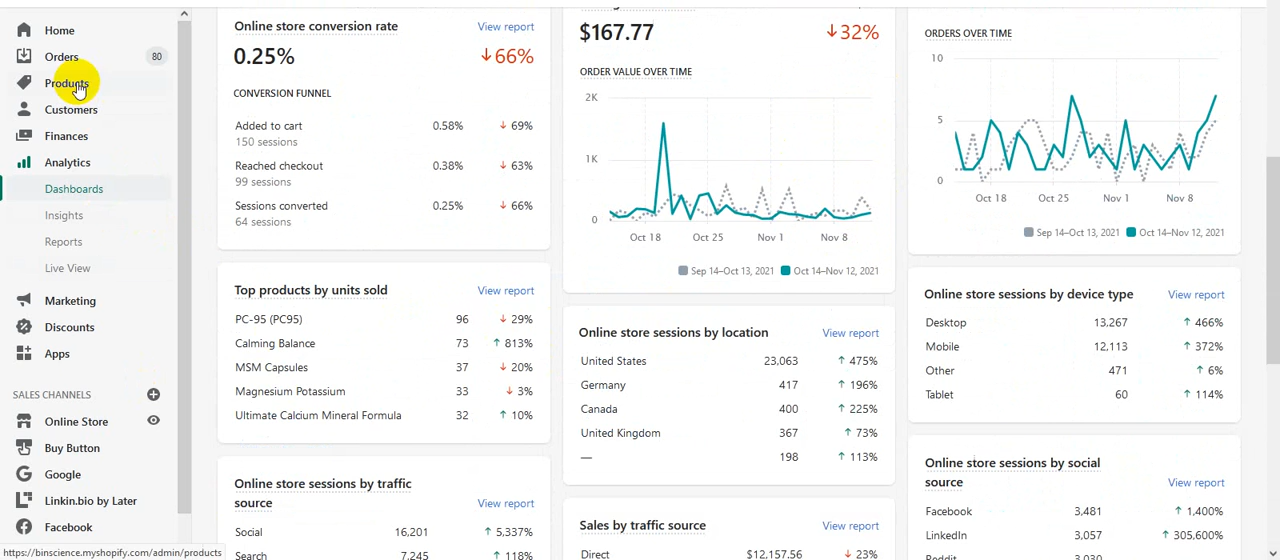 Home
Orders 80
Products
Customers
Finances
Analytics
Dashboards
Insights
Reports
Live View
Marketing
Discounts
Apps
SALES CHANNELS
Online Store
Buy Button
Google
Linkin.bio by Later
Facebook
https://binscience.myshopify.com/admin/products
Online store conversion rate View report
0.25% ↓66%
CONVERSION FUNNEL
Added to cart 0.58% ↓ 69%
150 sessions
Reached checkout 0.38% ↓ 63%
99 sessions
Sessions converted 0.25% ↓ 66%
64 sessions
Top products by units sold View report
PC-95 (PC95) 96 ↓ 29%
Calming Balance 73 ↑ 813%
MSM Capsules 37 ↓ 20%
Magnesium Potassium 33 ↓ 3%
Ultimate Calcium Mineral Formula 32 ↑ 10%
Online store sessions by traffic
source View report
Social 16,201 ↑ 5,337%
Search 7,245 ↑ 118%
$167.77 ↓32%
ORDER VALUE OVER TIME
2K
1K
0
Oct 18 Oct 25 Nov 1 Nov 8
Sep 14–Oct 13, 2021 Oct 14–Nov 12, 2021
Online store sessions by location View report
United States 23,063 ↑ 475%
Germany 417 ↑ 196%
Canada 400 ↑ 225%
United Kingdom 367 ↑ 73%
— 198 ↑ 113%
Sales by traffic source View report
Direct $12,157.56 ↓ 23%
ORDERS OVER TIME
10
5
0
Oct 18 Oct 25 Nov 1 Nov 8
Sep 14–Oct 13, 2021 Oct 14–Nov 12, 2021
Online store sessions by device type View report
Desktop 13,267 ↑ 466%
Mobile 12,113 ↑ 372%
Other 471 ↑ 6%
Tablet 60 ↑ 114%
Online store sessions by social
source View report
Facebook 3,481 ↑ 1,400%
LinkedIn 3,057 ↑ 305,600%
Reddit 3,030